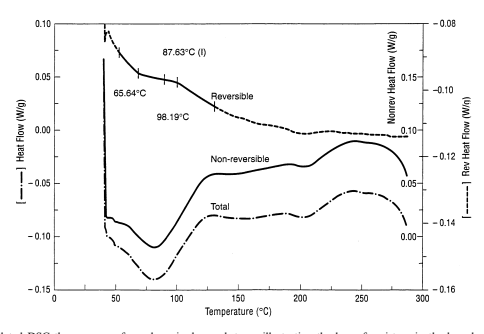 0.10
0.05
0.00
−0.05
−0.10
−0.15
[—·—] Heat Flow (W/g)
87.63°C (I)
65.64°C
98.19°C
Reversible
Non-reversible
Total
0.15
0.10
0.05
0.00
Nonrev Heat Flow (W/g)
−0.08
−0.10
−0.12
−0.14
−0.16
[-----] Rev Heat Flow (W/g)
0 50 100 150 200 250 300
Temperature (°C)